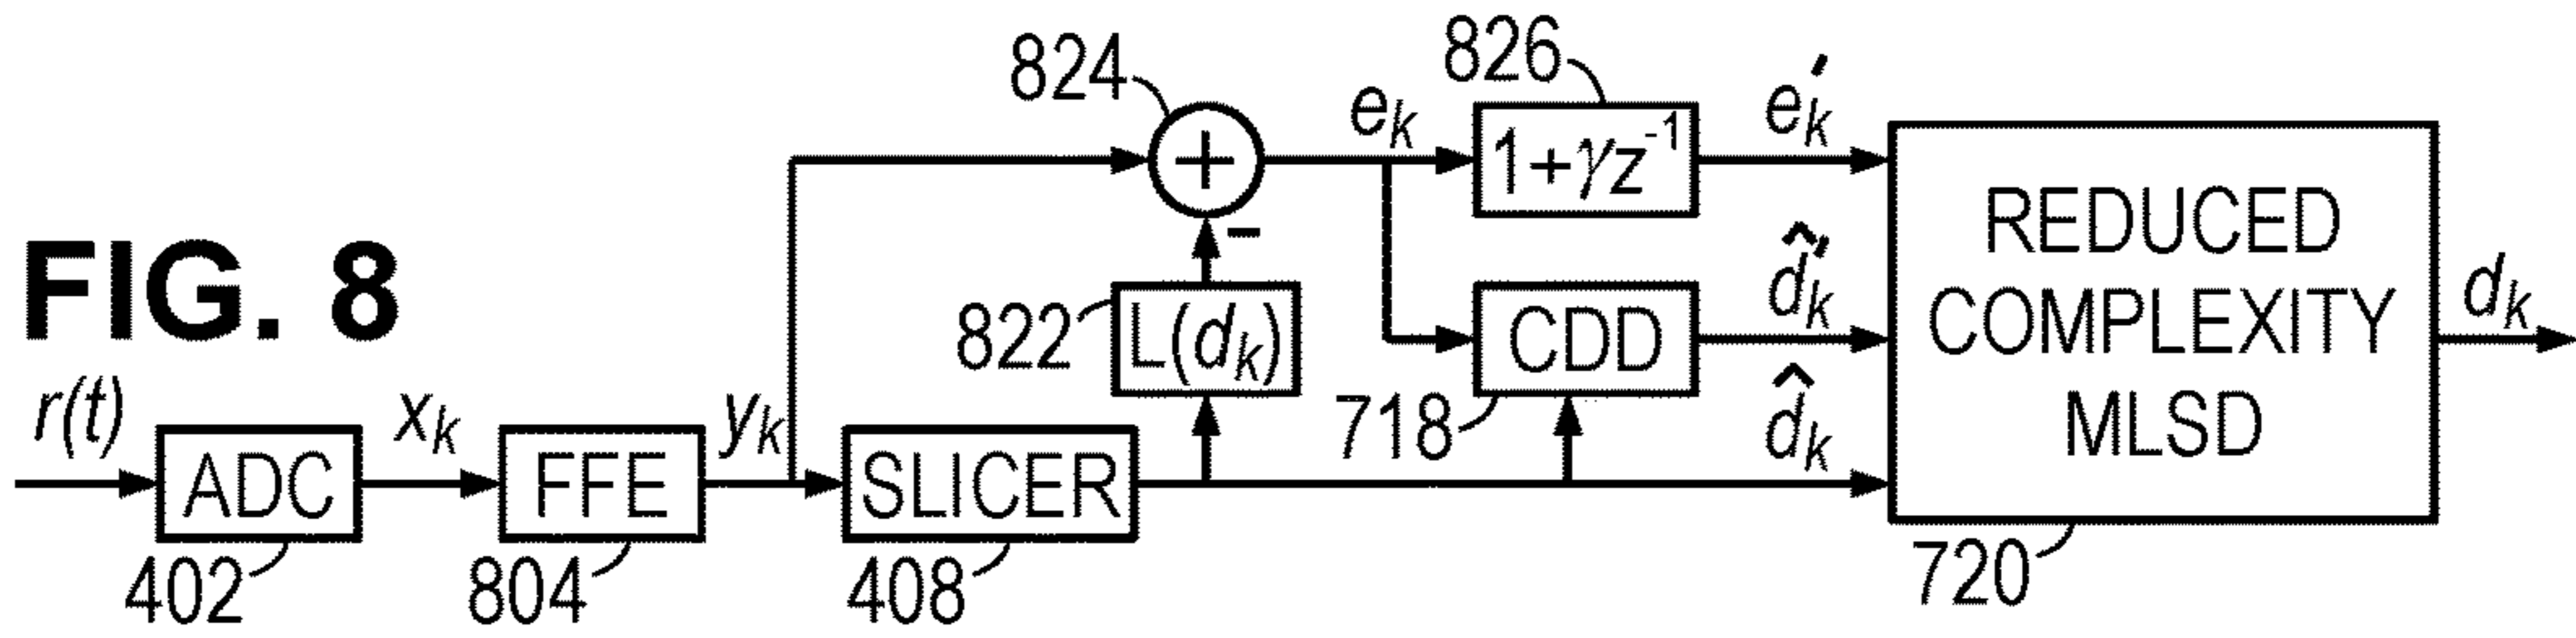 FIG. 8
r(t)
ADC
402
x_k
FFE
804
y_k
SLICER
408
824
+
-
822
L(d_k)
e_k
826
1+γz^-1
e'_k
CDD
718
d̂'_k
d̂_k
REDUCED
COMPLEXITY
MLSD
720
d_k